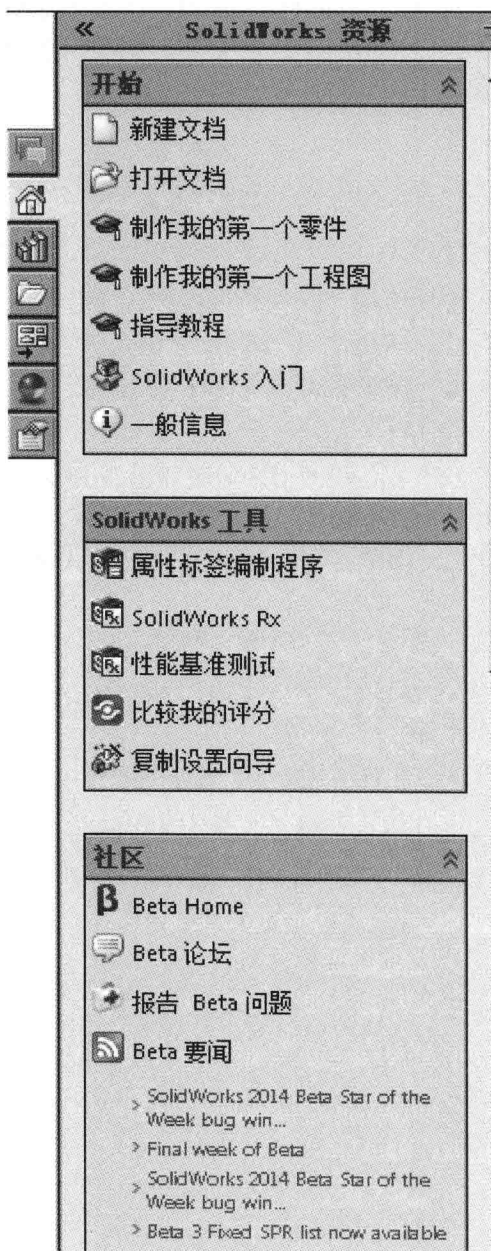 « SolidWorks 资源
开始
新建文档
打开文档
制作我的第一个零件
制作我的第一个工程图
指导教程
SolidWorks 入门
一般信息
SolidWorks 工具
属性标签编制程序
SolidWorks Rx
性能基准测试
比较我的评分
复制设置向导
社区
β Beta Home
Beta 论坛
报告 Beta 问题
Beta 要闻
SolidWorks 2014 Beta Star of the
Week bug win...
Final week of Beta
SolidWorks 2014 Beta Star of the
Week bug win...
Beta 3 Fixed SPR list now available